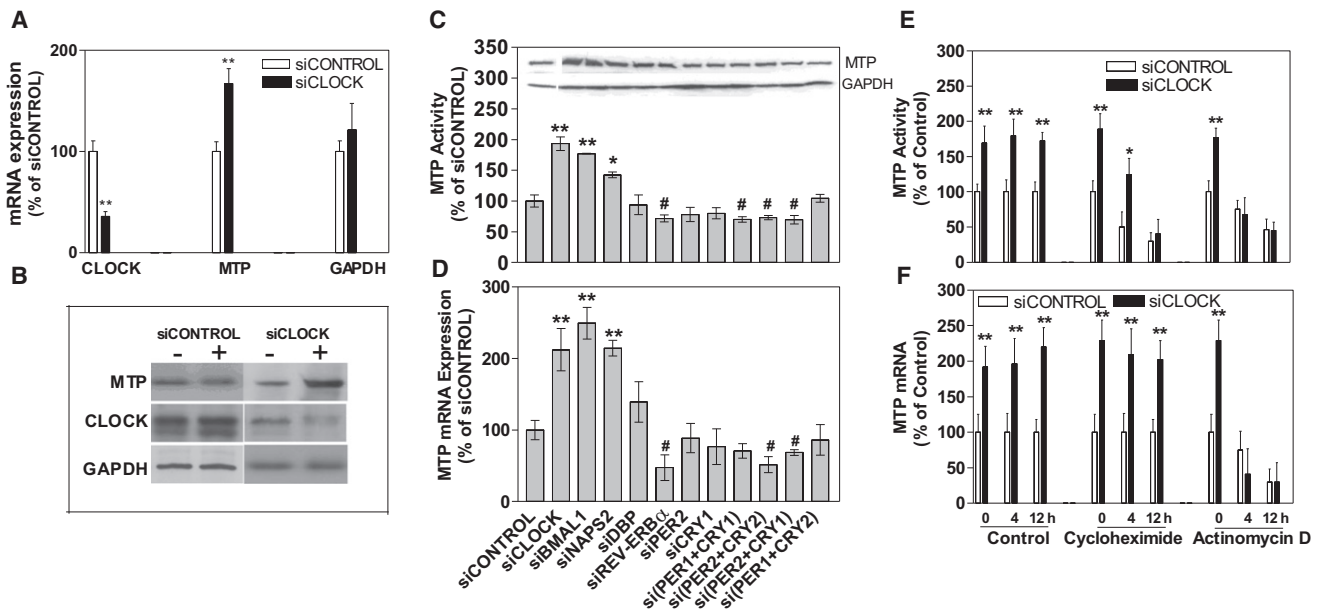 A
mRNA expression
(% of siCONTROL)
200
100
0
siCONTROL
siCLOCK
**
**
CLOCK MTP GAPDH
B
siCONTROL siCLOCK
- + - +
MTP
CLOCK
GAPDH
C
MTP Activity
(% of siCONTROL)
350
300
250
200
150
100
50
0
MTP
GAPDH
**
**
*
#
#
#
#
D
MTP mRNA Expression
(% of siCONTROL)
300
200
100
0
**
**
**
#
#
#
siCONTROL
siCLOCK
siBMAL1
siNAPS2
siDBP
siREV-ERBα
siPER2
siCRY1
si(PER1+CRY1)
si(PER2+CRY2)
si(PER2+CRY1)
si(PER1+CRY2)
E
MTP Activity
(% of Control)
300
250
200
150
100
50
0
siCONTROL
siCLOCK
** ** ** ** * **
F
MTP mRNA
(% of Control)
300
250
200
150
100
50
0
siCONTROL siCLOCK
** ** ** ** ** ** **
0 4 12 h 0 4 12 h 0 4 12 h
Control Cycloheximide Actinomycin D